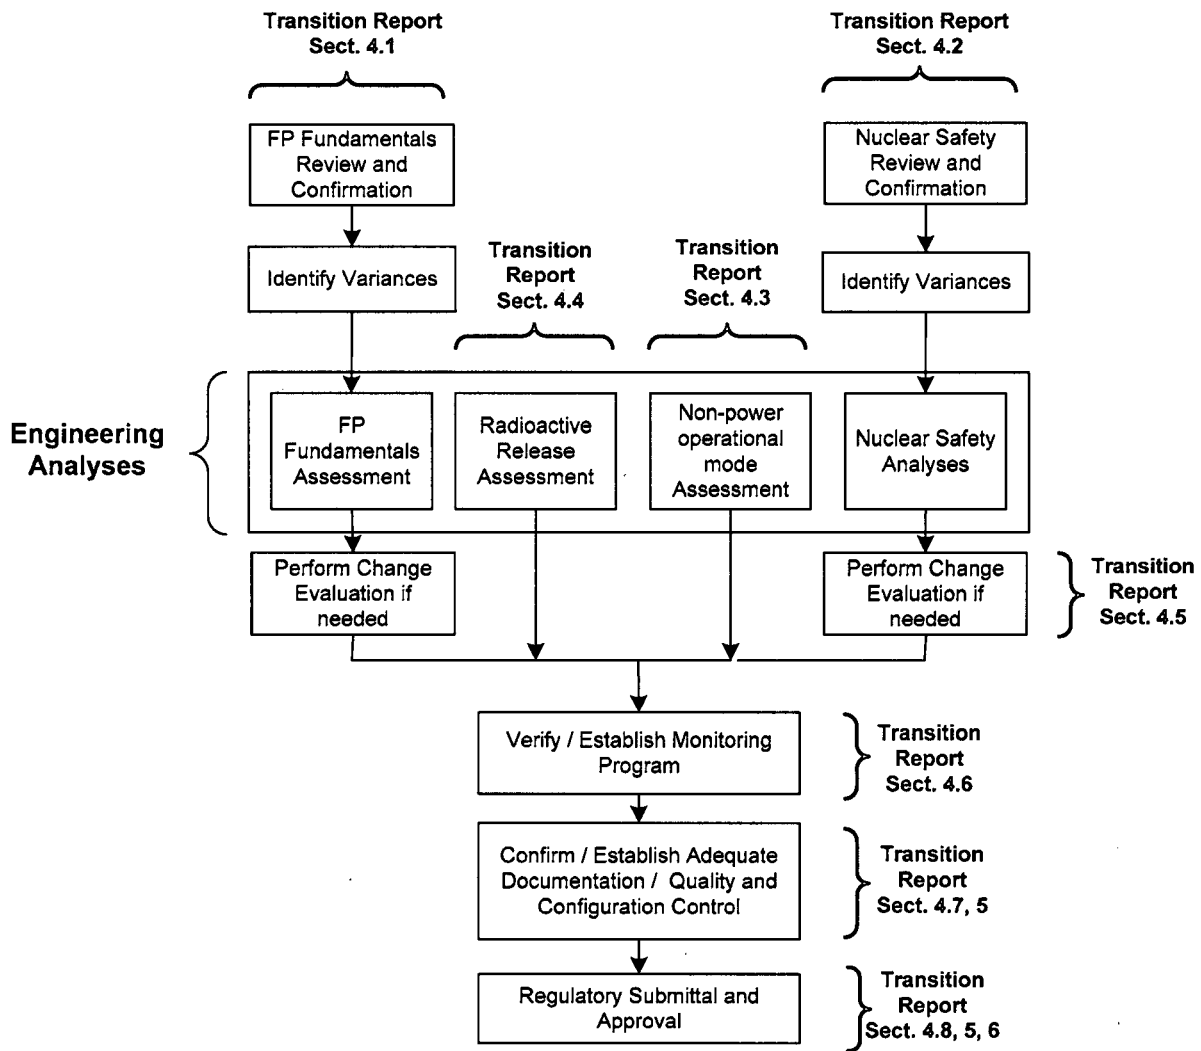 Transition Report
Sect. 4.1
Transition Report
Sect. 4.2
FP Fundamentals
Review and
Confirmation
Nuclear Safety
Review and
Confirmation
Identify Variances
Transition
Report
Sect. 4.4
Transition
Report
Sect. 4.3
Identify Variances
Engineering
Analyses
FP
Fundamentals
Assessment
Radioactive
Release
Assessment
Non-power
operational
mode
Assessment
Nuclear Safety
Analyses
Perform Change
Evaluation if
needed
Perform Change
Evaluation if
needed
Transition
Report
Sect. 4.5
Verify / Establish Monitoring
Program
Transition
Report
Sect. 4.6
Confirm / Establish Adequate
Documentation / Quality and
Configuration Control
Transition
Report
Sect. 4.7, 5
Regulatory Submittal and
Approval
Transition
Report
Sect. 4.8, 5, 6